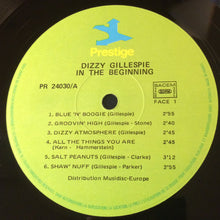 Prestige
DIZZY GILLESPIE
IN THE BEGINNING
PR 24030/A
SACEM
FACE 1
1. BLUE 'N' BOOGIE (Gillespie) 2'55
2. GROOVIN' HIGH (Gillespie - Stone) 2'40
3. DIZZY ATMOSPHERE (Gillespie) 2'45
4. ALL THE THINGS YOU ARE 2'45
(Kern - Hammerstein)
5. SALT PEANUTS (Gillespie - Clarke) 3'12
6. SHAW' NUFF (Gillespie - Parker) 2'55
Distribution Musidisc-Europe